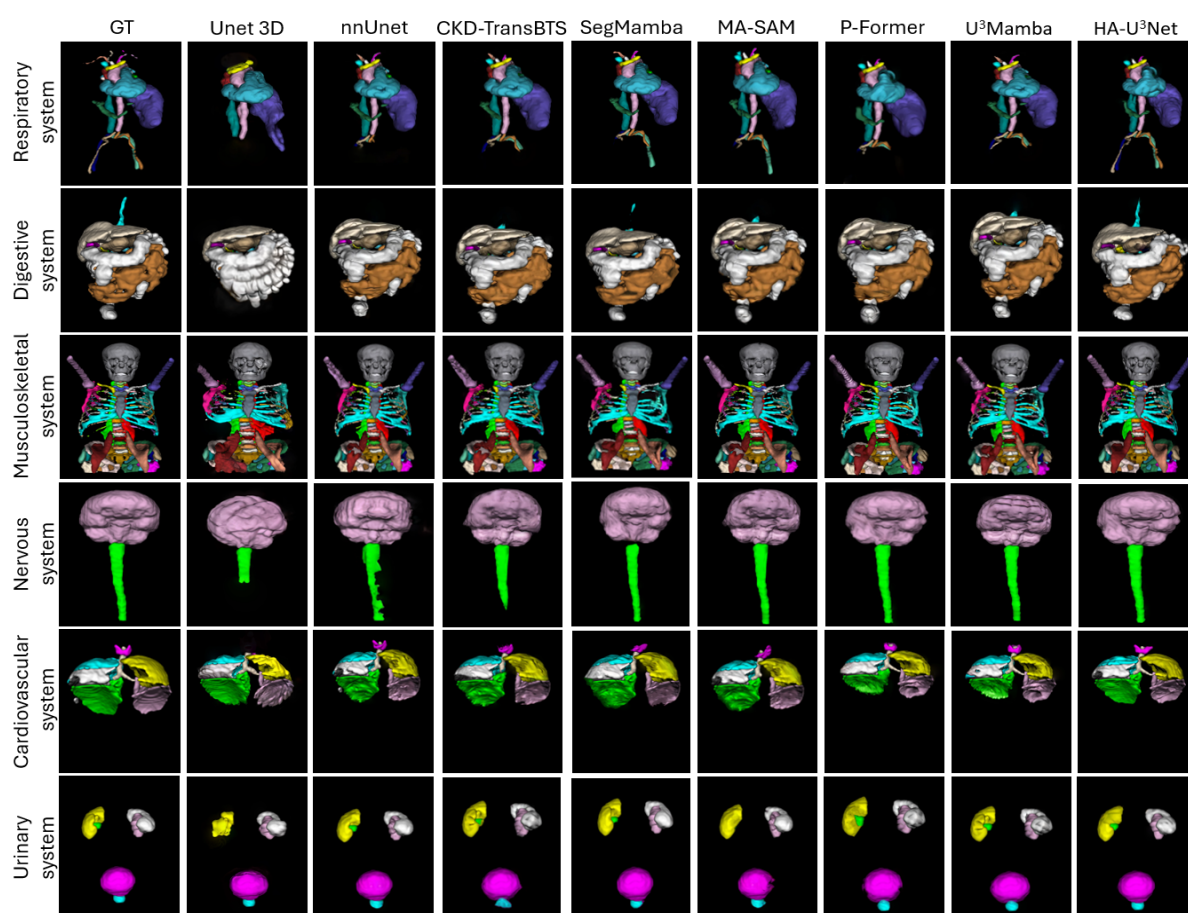 GT Unet 3D nnUnet CKD-TransBTS SegMamba MA-SAM P-Former U³Mamba HA-U³Net
Respiratory
system
Digestive
system
Musculoskeletal
system
Nervous
system
Cardiovascular
system
Urinary
system